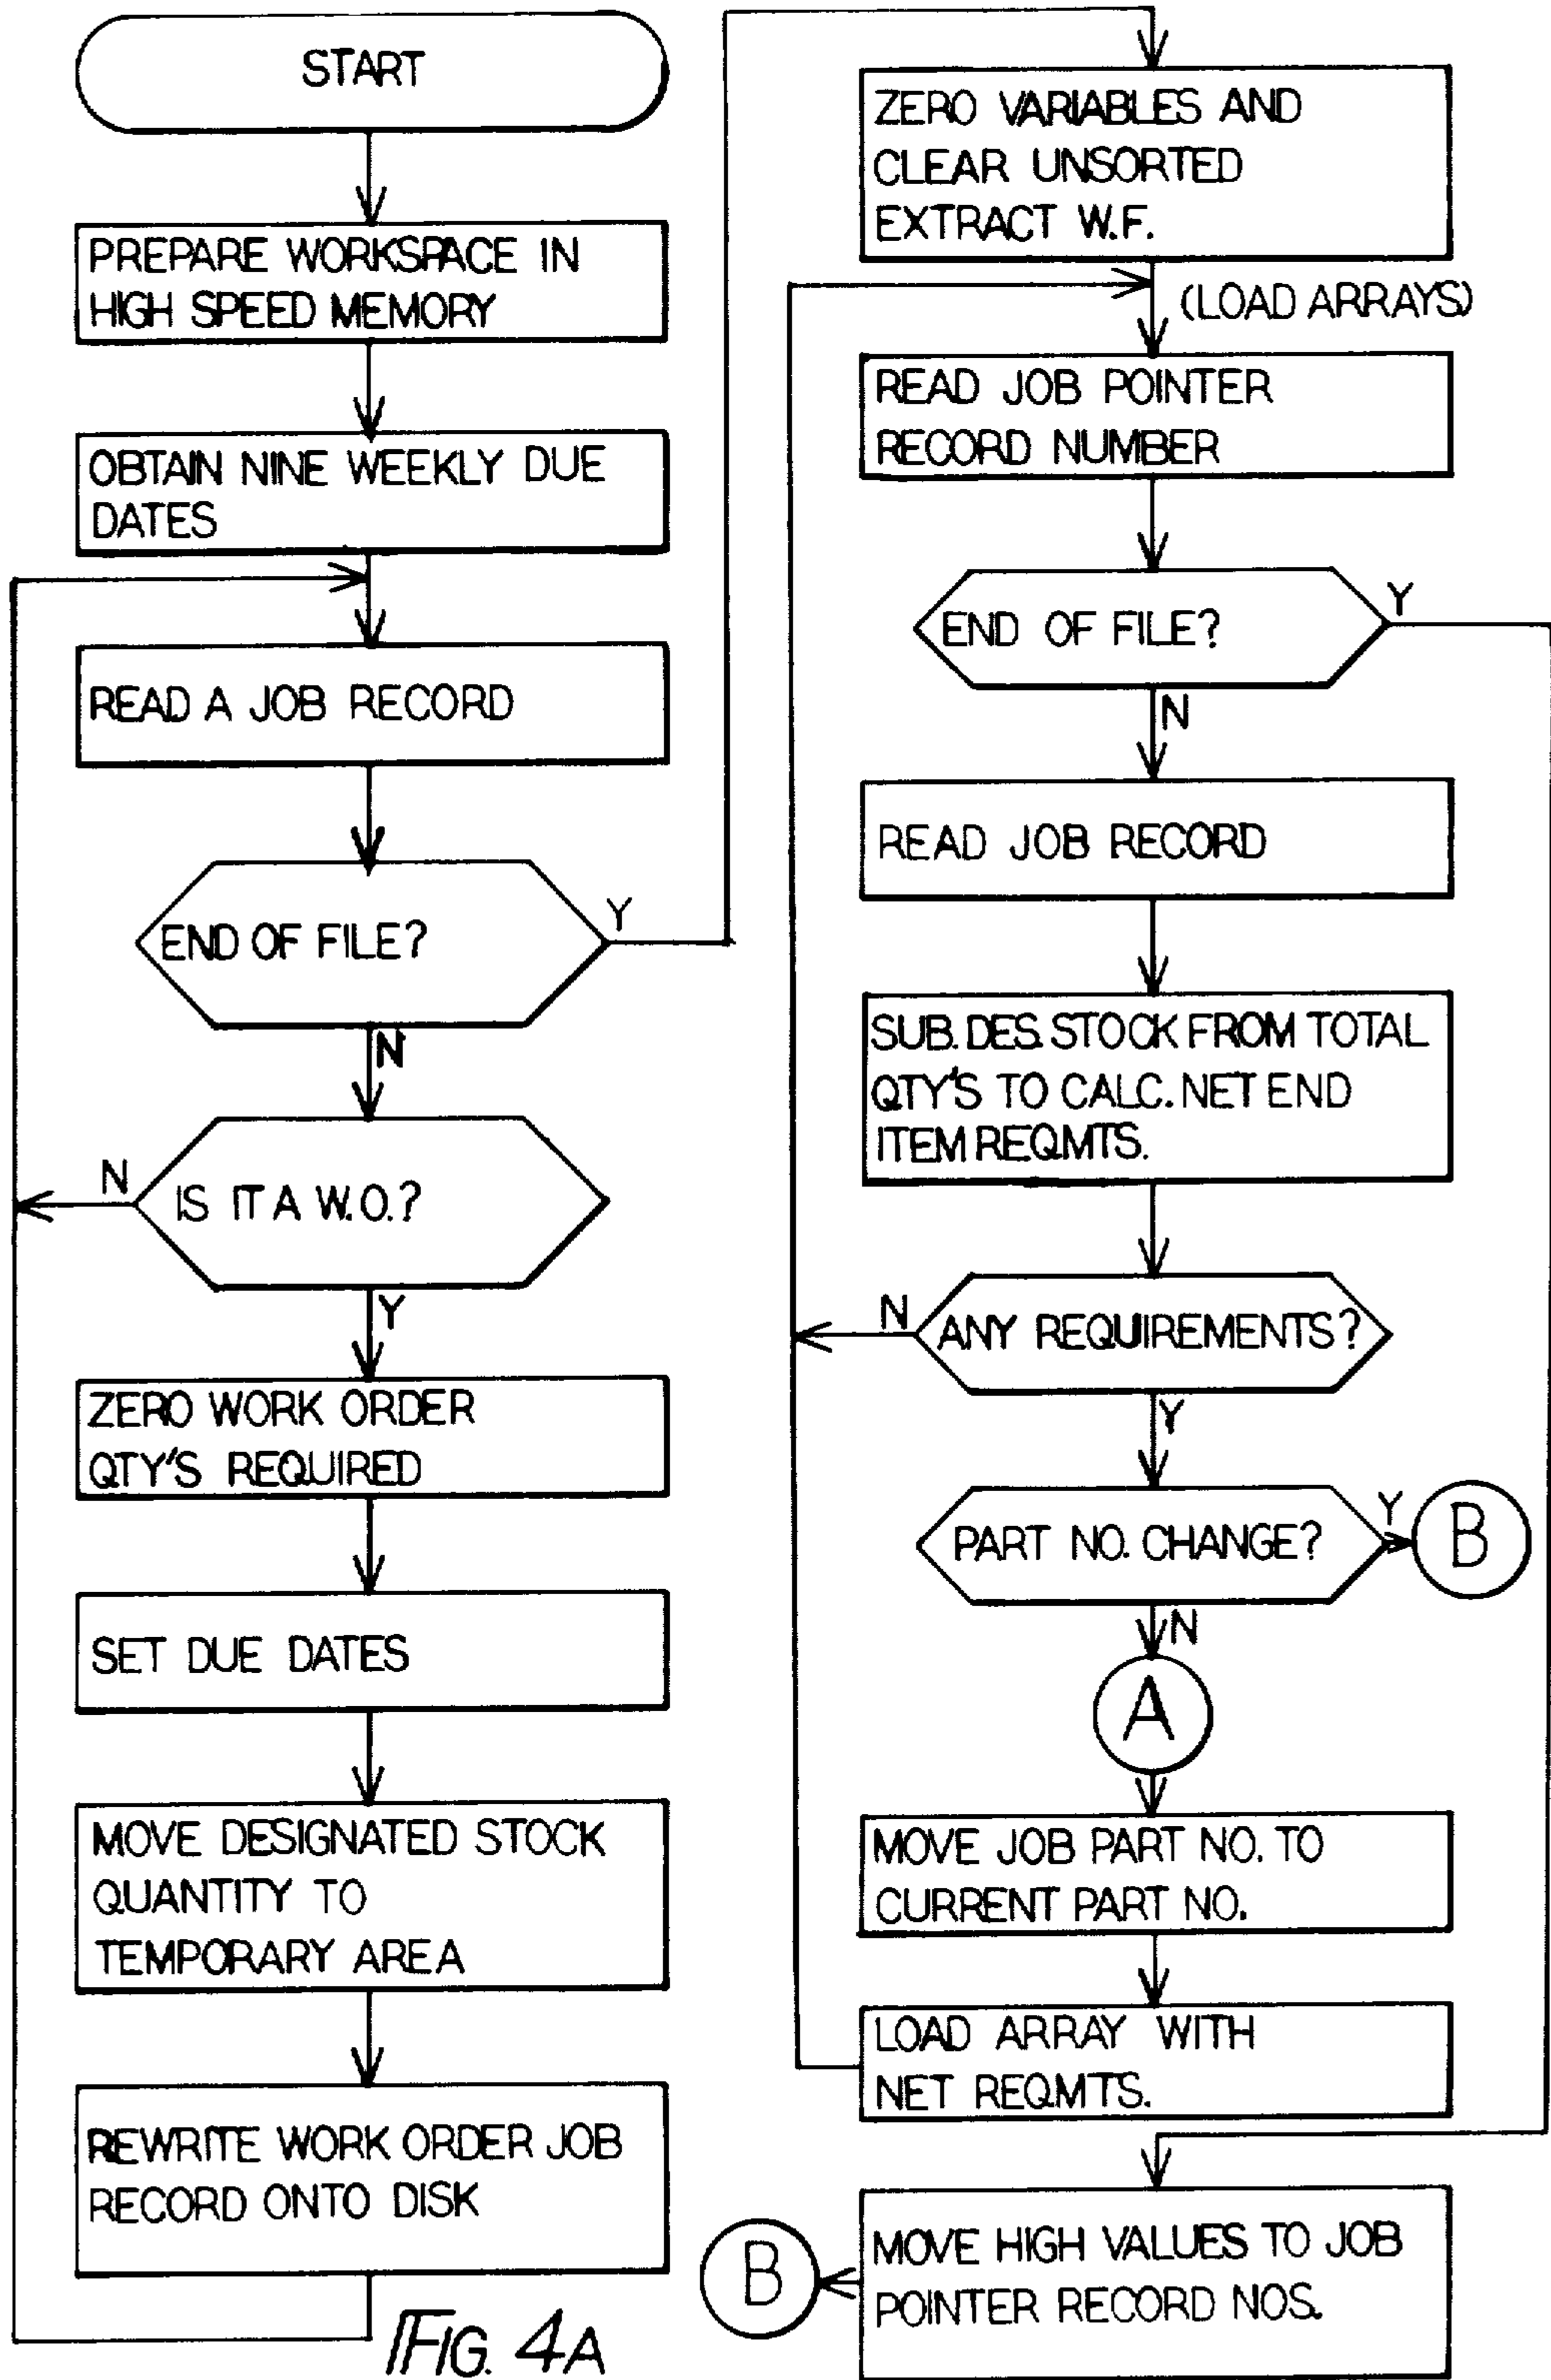 START
PREPARE WORKSPACE IN
HIGH SPEED MEMORY
OBTAIN NINE WEEKLY DUE
DATES
READ A JOB RECORD
END OF FILE?
Y
N
IS IT A W.O.?
N
Y
ZERO WORK ORDER
QTY'S REQUIRED
SET DUE DATES
MOVE DESIGNATED STOCK
QUANTITY TO
TEMPORARY AREA
REWRITE WORK ORDER JOB
RECORD ONTO DISK
ZERO VARIABLES AND
CLEAR UNSORTED
EXTRACT W.F.
(LOAD ARRAYS)
READ JOB POINTER
RECORD NUMBER
END OF FILE?
Y
N
READ JOB RECORD
SUB. DES. STOCK FROM TOTAL
QTY'S TO CALC. NET END
ITEM REQMTS.
ANY REQUIREMENTS?
N
Y
PART NO. CHANGE?
Y
B
N
A
MOVE JOB PART NO. TO
CURRENT PART NO.
LOAD ARRAY WITH
NET REQMTS.
MOVE HIGH VALUES TO JOB
POINTER RECORD NOS.
B
FIG. 4A